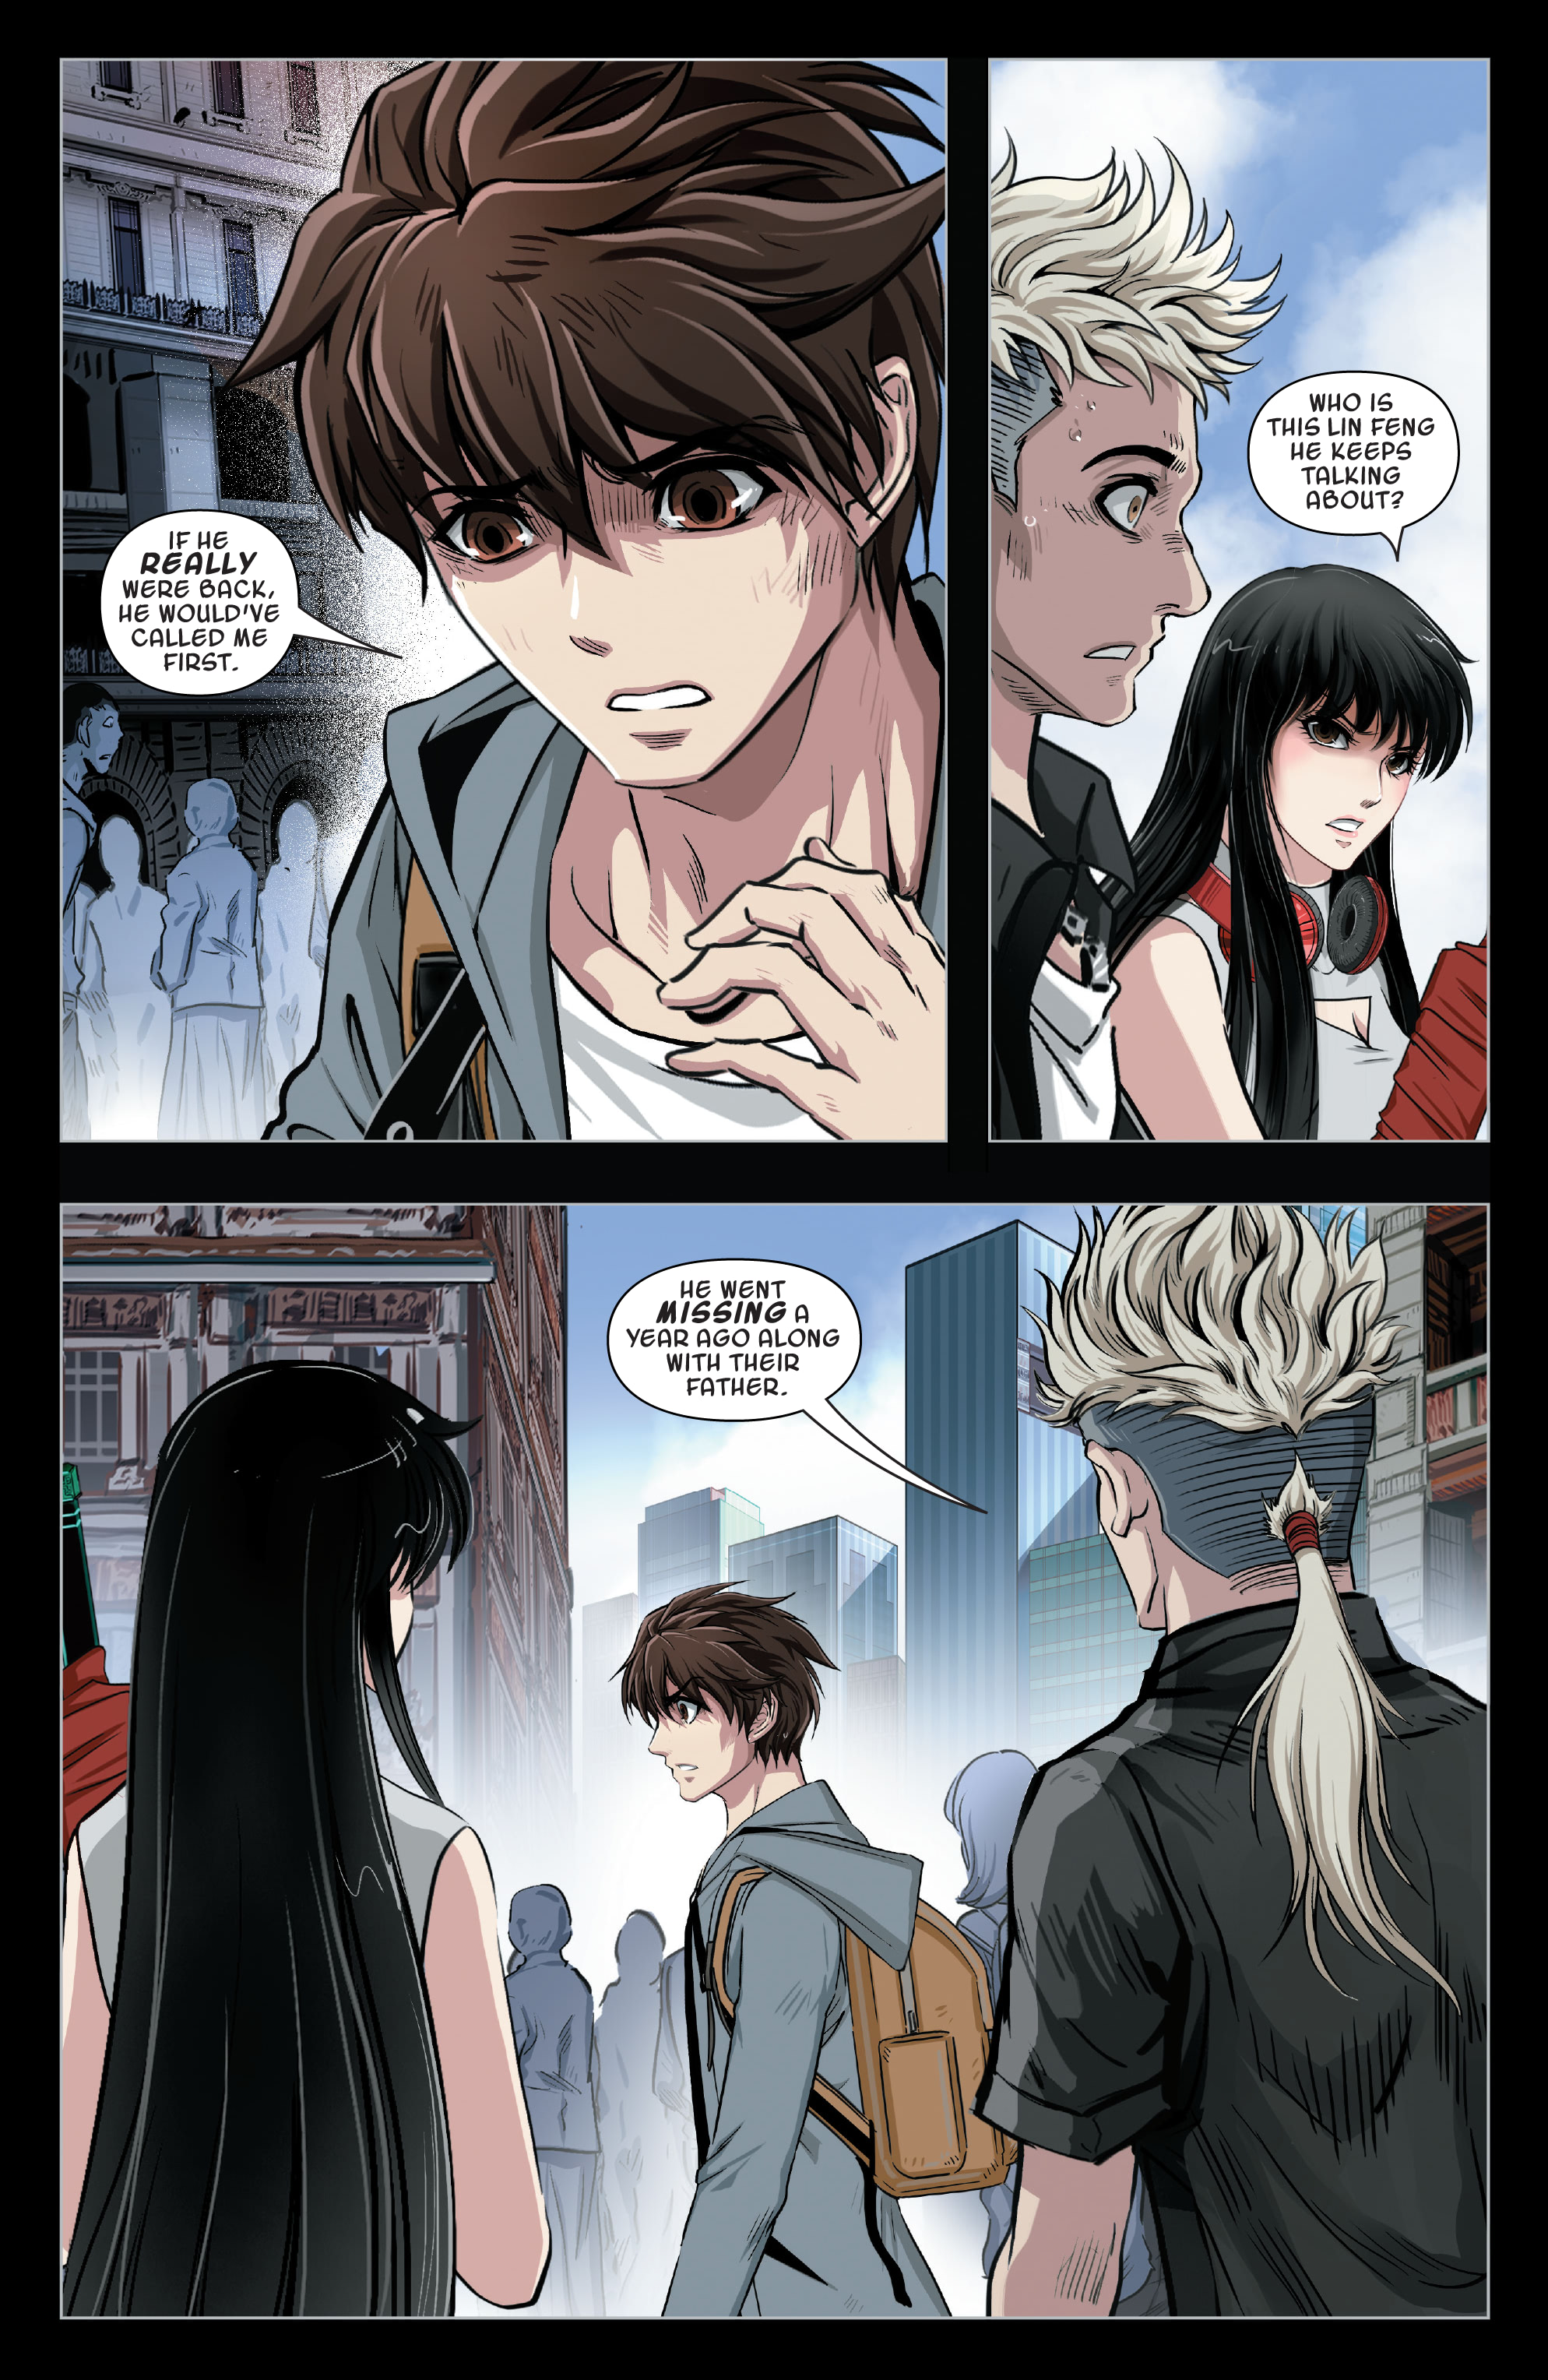 IF HE
REALLY
WERE BACK,
HE WOULD'VE
CALLED ME
FIRST.
WHO IS
THIS LIN FENG
HE KEEPS
TALKING
ABOUT?
HE WENT
MISSING A
YEAR AGO ALONG
WITH THEIR
FATHER.